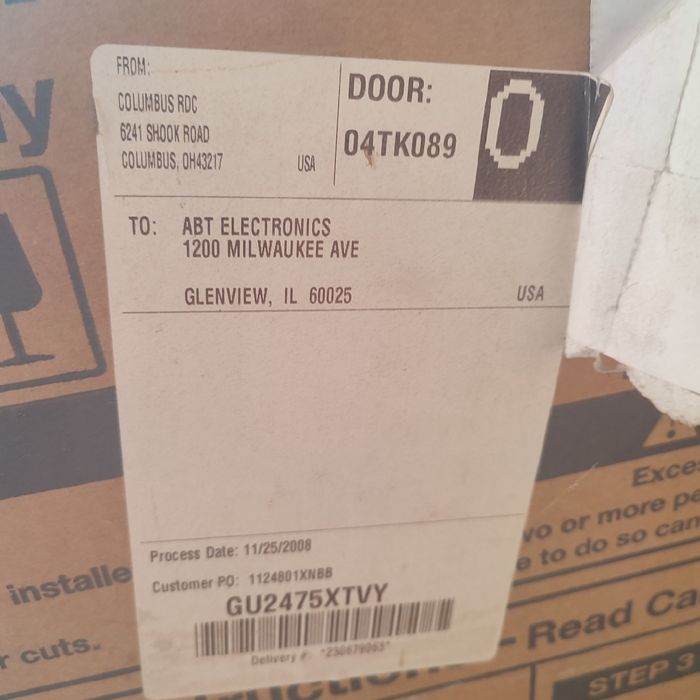 FROM:
COLUMBUS RDC
6241 SHOOK ROAD
COLUMBUS, OH43217 USA
DOOR:
04TK089
0
TO: ABT ELECTRONICS
1200 MILWAUKEE AVE
GLENVIEW, IL 60025 USA
Process Date: 11/25/2008
Customer PO: 1124801XNBB
GU2475XTVY
Delivery #:
installe
r cuts.
Exce
wo or more pe
e to do so can
– Read Ca
STEP 3